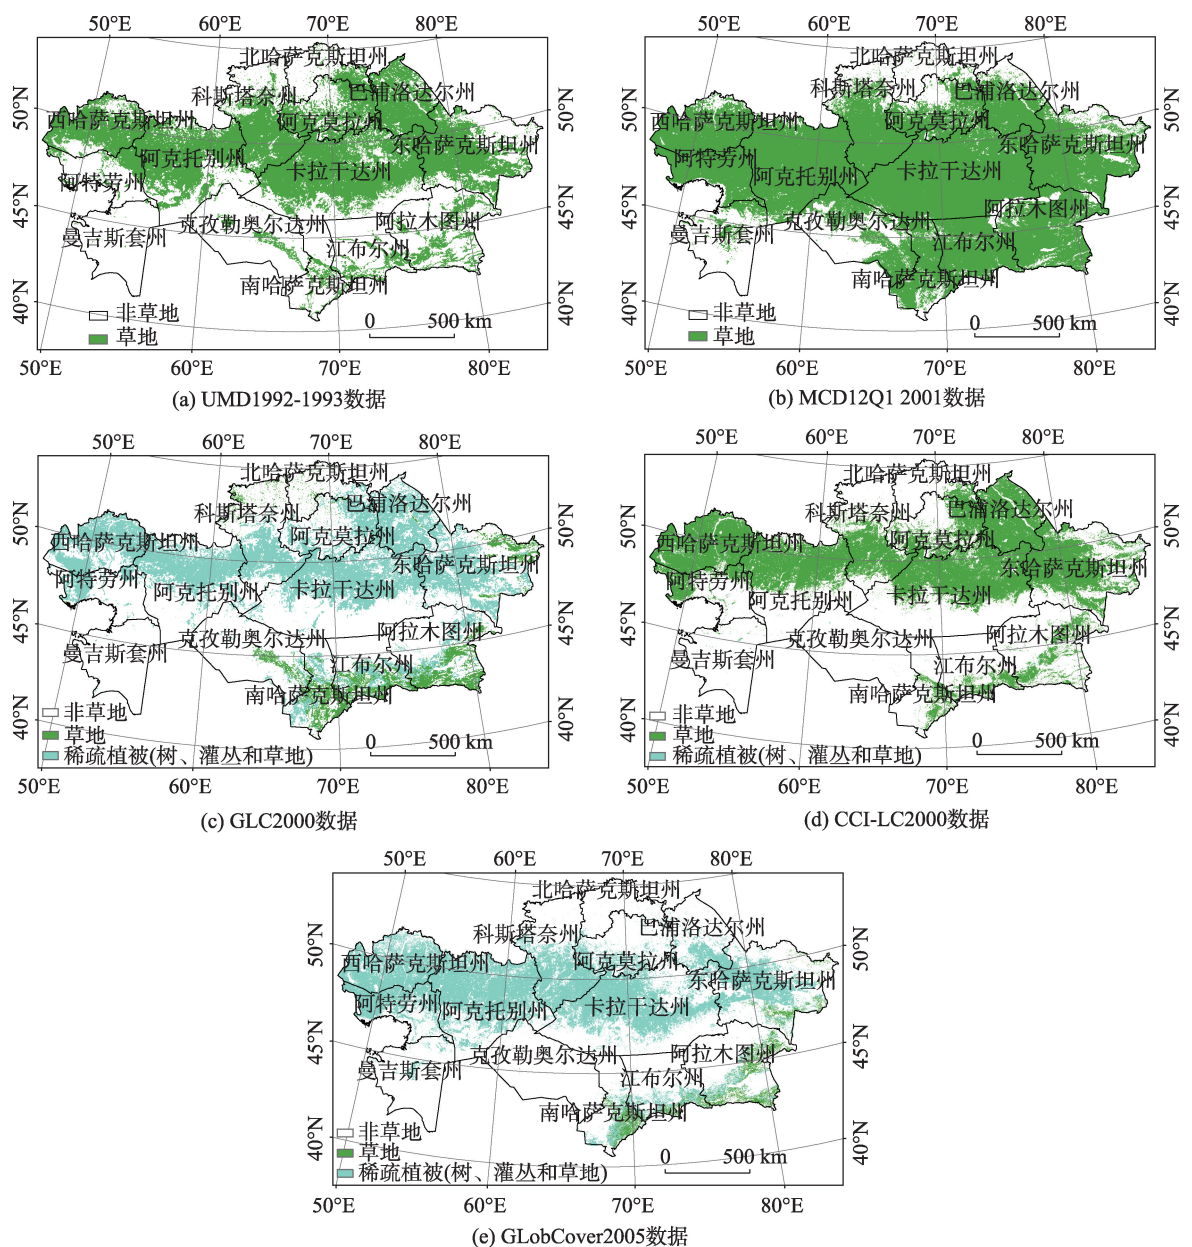 50°E 60°E 70°E 80°E
50°N 45°N 40°N
北哈萨克斯坦州
科斯塔奈州 巴浦洛达尔州
西哈萨克斯坦州 阿克莫拉州
东哈萨克斯坦州
阿克托别州 卡拉干达州
阿特劳州
克孜勒奥尔达州 阿拉木图州
曼吉斯套州 江布尔州
南哈萨克斯坦州
非草地
草地
0 500 km
50°N 45°N 40°N
50°E 60°E 70°E 80°E
(a) UMD1992-1993数据
50°E 60°E 70°E 80°E
北哈萨克斯坦州
科斯塔奈州 巴浦洛达尔州
西哈萨克斯坦州 阿克莫拉州
东哈萨克斯坦州
阿特劳州 卡拉干达州
阿克托别州
克孜勒奥尔达州 阿拉木图州
曼吉斯套州 江布尔州
南哈萨克斯坦州
非草地
草地
0 500 km
50°N 45°N 40°N
50°N 45°N 40°N
50°E 60°E 70°E 80°E
(b) MCD12Q1 2001数据
50°E 60°E 70°E 80°E
北哈萨克斯坦州
科斯塔奈州 巴浦洛达尔州
西哈萨克斯坦州 阿克莫拉州
东哈萨克斯坦州
阿特劳州 阿克托别州 卡拉干达州
克孜勒奥尔达州 阿拉木图州
曼吉斯套州 江布尔州
南哈萨克斯坦州
非草地
草地
稀疏植被(树、灌丛和草地)
0 500 km
50°N 45°N 40°N
50°N 45°N 40°N
50°E 60°E 70°E 80°E
(c) GLC2000数据
50°E 60°E 70°E 80°E
北哈萨克斯坦州
科斯塔奈州 巴浦洛达尔州
西哈萨克斯坦州 阿克莫拉州
东哈萨克斯坦州
阿特劳州 阿克托别州 卡拉干达州
克孜勒奥尔达州 阿拉木图州
曼吉斯套州 江布尔州
南哈萨克斯坦州
非草地
草地
稀疏植被(树、灌丛和草地)
0 500 km
50°N 45°N 40°N
50°N 45°N 40°N
50°E 60°E 70°E 80°E
(d) CCI-LC2000数据
50°E 60°E 70°E 80°E
北哈萨克斯坦州
科斯塔奈州 巴浦洛达尔州
西哈萨克斯坦州 阿克莫拉州
东哈萨克斯坦州
阿特劳州 阿克托别州 卡拉干达州
克孜勒奥尔达州 阿拉木图州
曼吉斯套州 江布尔州
南哈萨克斯坦州
非草地
草地
稀疏植被(树、灌丛和草地)
0 500 km
50°N 45°N 40°N
50°N 45°N 40°N
50°E 60°E 70°E 80°E
(e) GLobCover2005数据